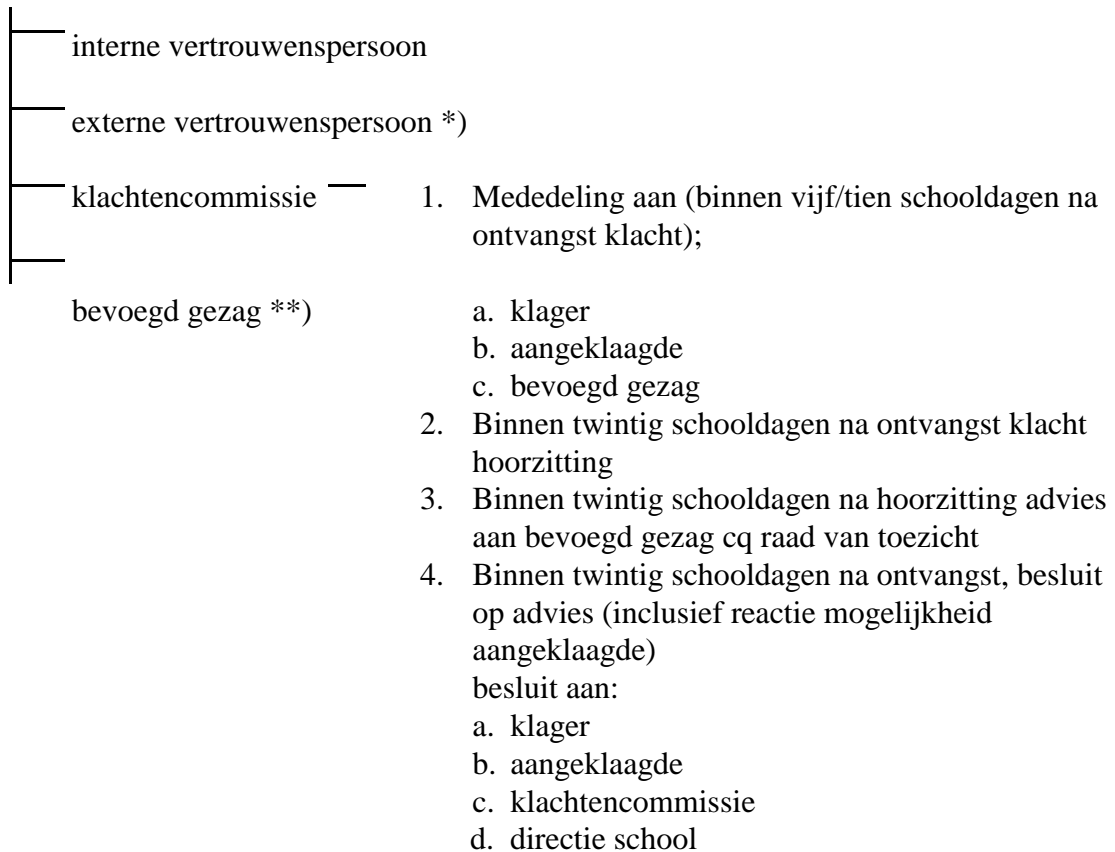 interne vertrouwenspersoon
externe vertrouwenspersoon *)
klachtencommissie
1. Mededeling aan (binnen vijf/tien schooldagen na
ontvangst klacht);
bevoegd gezag **)
a. klager
b. aangeklaagde
c. bevoegd gezag
2. Binnen twintig schooldagen na ontvangst klacht
hoorzitting
3. Binnen twintig schooldagen na hoorzitting advies
aan bevoegd gezag cq raad van toezicht
4. Binnen twintig schooldagen na ontvangst, besluit
op advies (inclusief reactie mogelijkheid
aangeklaagde)
besluit aan:
a. klager
b. aangeklaagde
c. klachtencommissie
d. directie school